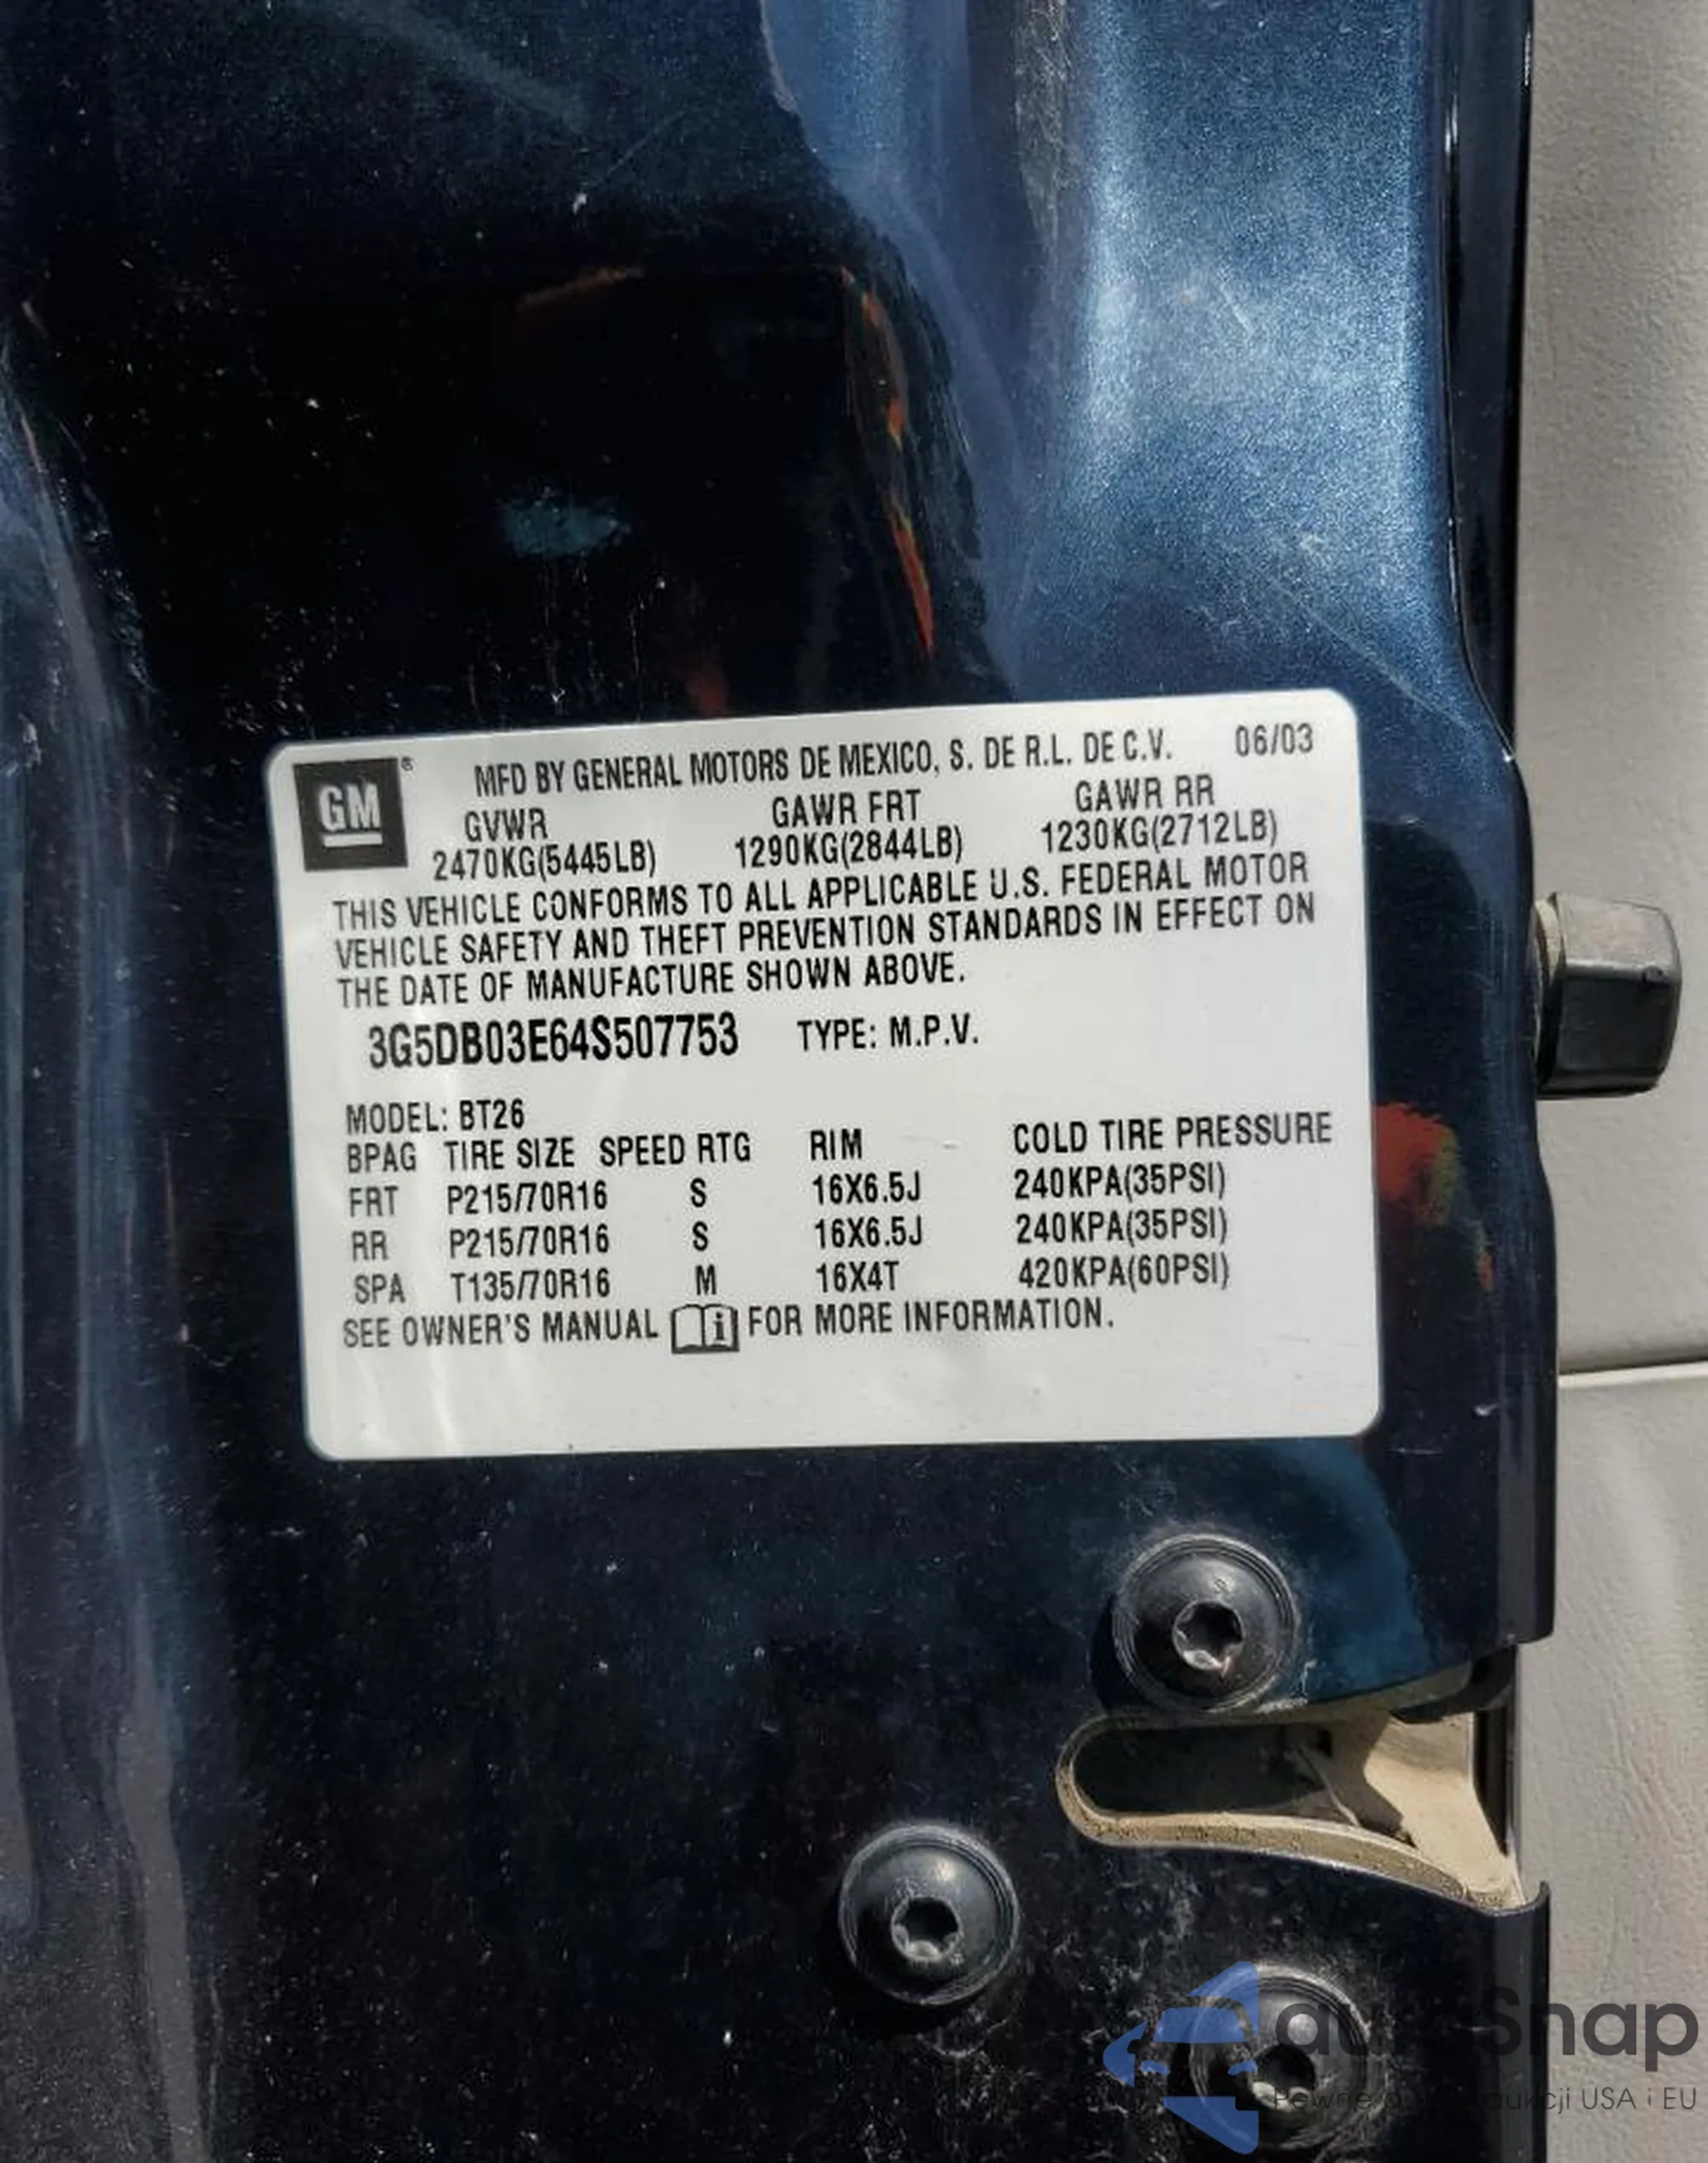 GM ® MFD BY GENERAL MOTORS DE MEXICO, S. DE R.L. DE C.V. 06/03
GVWR GAWR FRT GAWR RR
2470KG(5445LB) 1290KG(2844LB) 1230KG(2712LB)
THIS VEHICLE CONFORMS TO ALL APPLICABLE U.S. FEDERAL MOTOR
VEHICLE SAFETY AND THEFT PREVENTION STANDARDS IN EFFECT ON
THE DATE OF MANUFACTURE SHOWN ABOVE.
3G5DB03E64S507753 TYPE: M.P.V.
MODEL: BT26
BPAG TIRE SIZE SPEED RTG RIM COLD TIRE PRESSURE
FRT P215/70R16 S 16X6.5J 240KPA(35PSI)
RR P215/70R16 S 16X6.5J 240KPA(35PSI)
SPA T135/70R16 M 16X4T 420KPA(60PSI)
SEE OWNER'S MANUAL i FOR MORE INFORMATION.
autoSnap
Pewne USA i EU